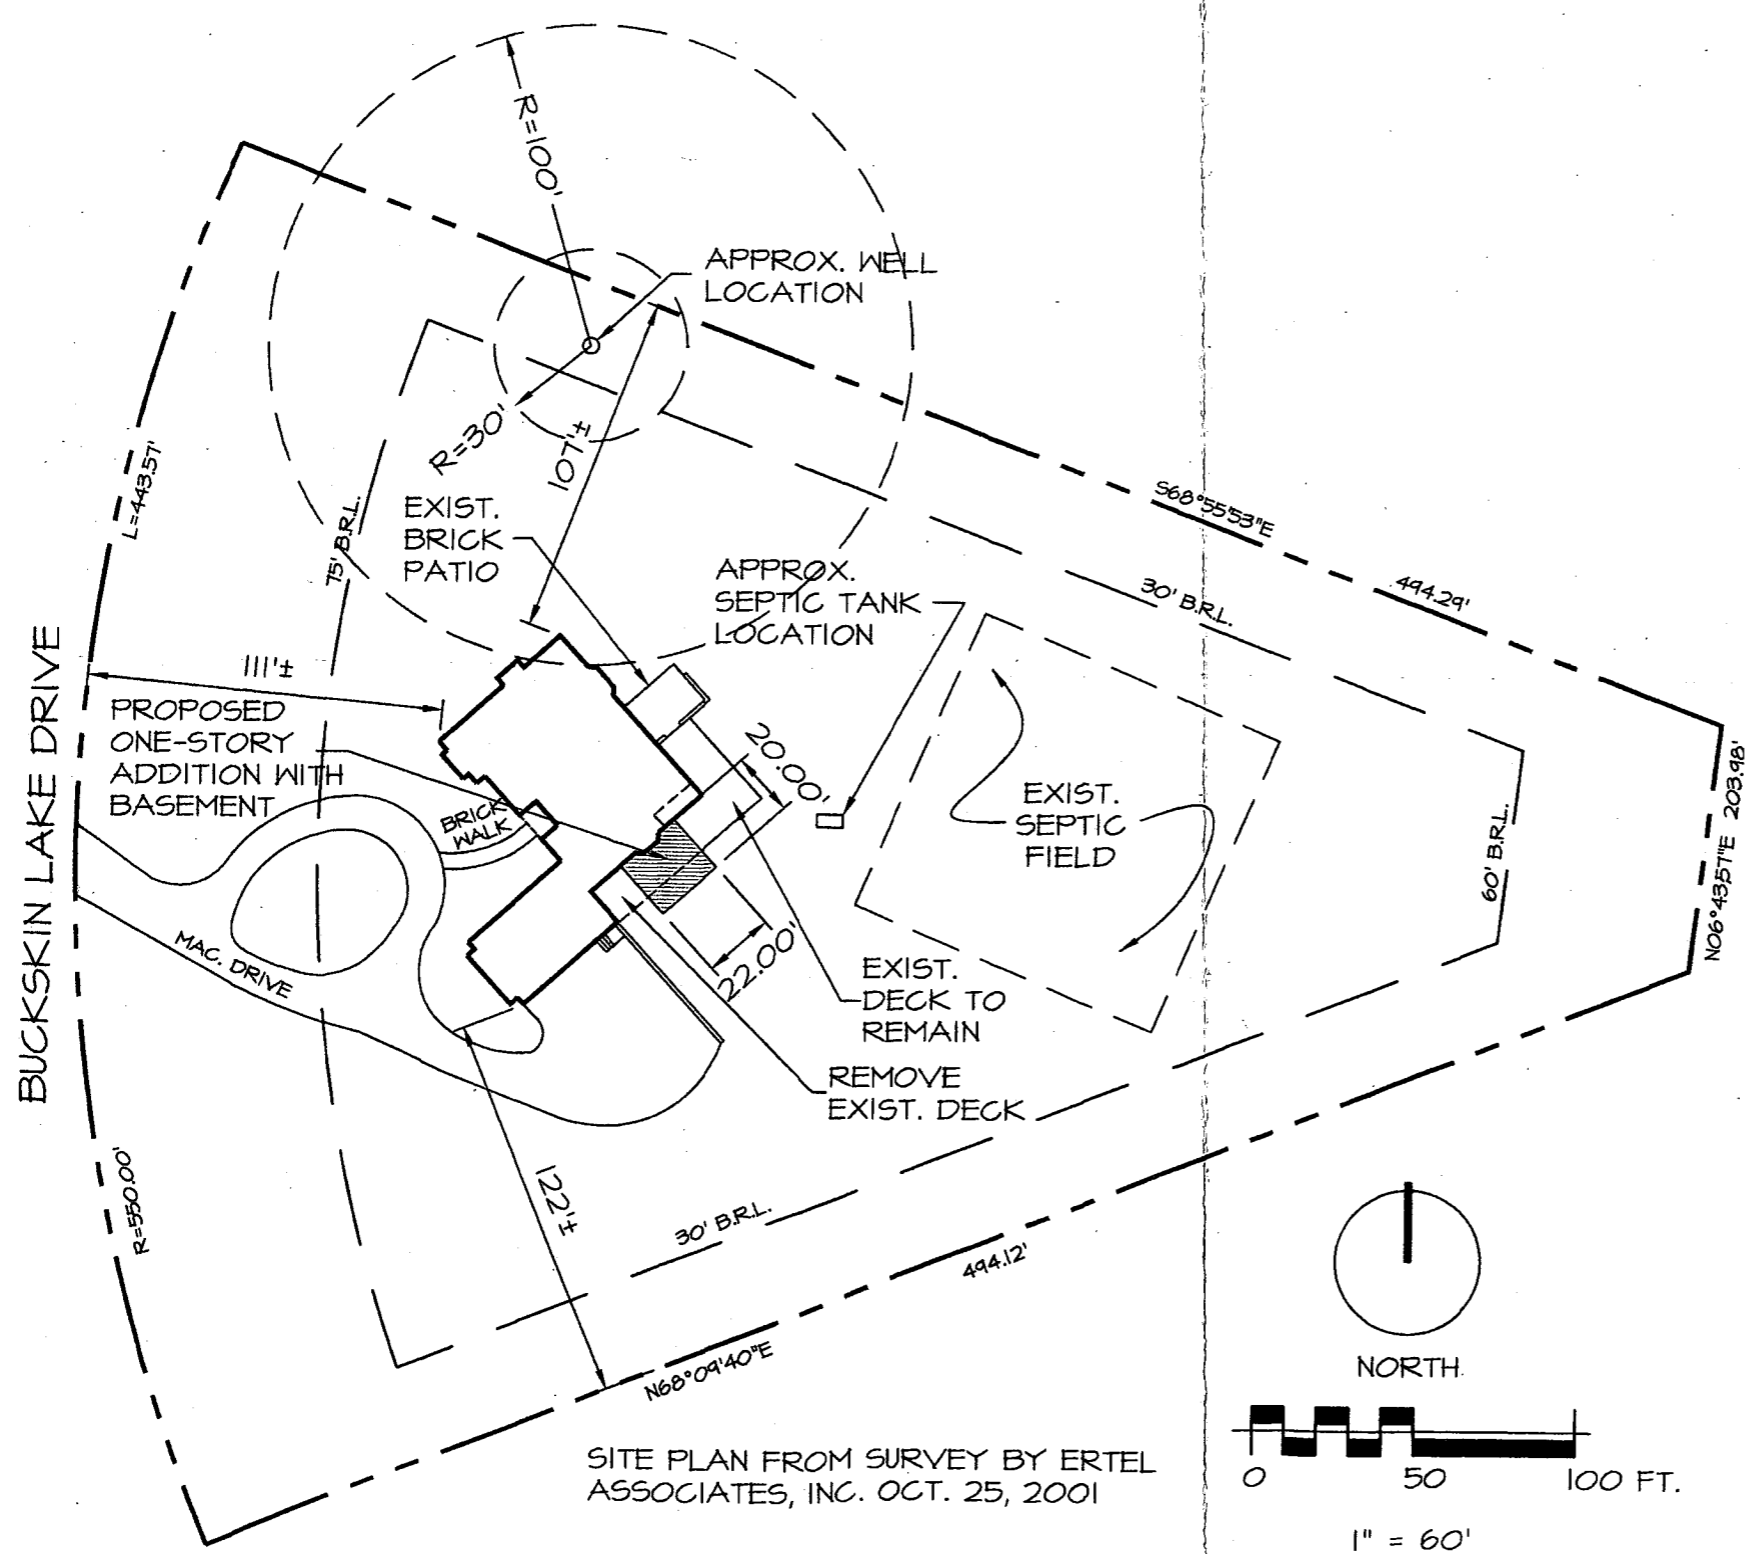 R=100'
APPROX. WELL
LOCATION
R=30'
107'±
L=443.57'
75' B.R.L.
EXIST.
BRICK
PATIO
S68°55'53"E
494.29'
30' B.R.L.
APPROX.
SEPTIC TANK
LOCATION
BUCKSKIN LAKE DRIVE
111'±
PROPOSED
ONE-STORY
ADDITION WITH
BASEMENT
BRICK
WALK
20.00'
EXIST.
SEPTIC
FIELD
60' B.R.L.
N06°43'57"E 203.98'
MAC. DRIVE
22.00'
EXIST.
DECK TO
REMAIN
REMOVE
EXIST. DECK
R=550.00'
122'±
30' B.R.L.
494.12'
N68°09'40"E
NORTH
SITE PLAN FROM SURVEY BY ERTEL
ASSOCIATES, INC. OCT. 25, 2001
0 50 100 FT.
1" = 60'